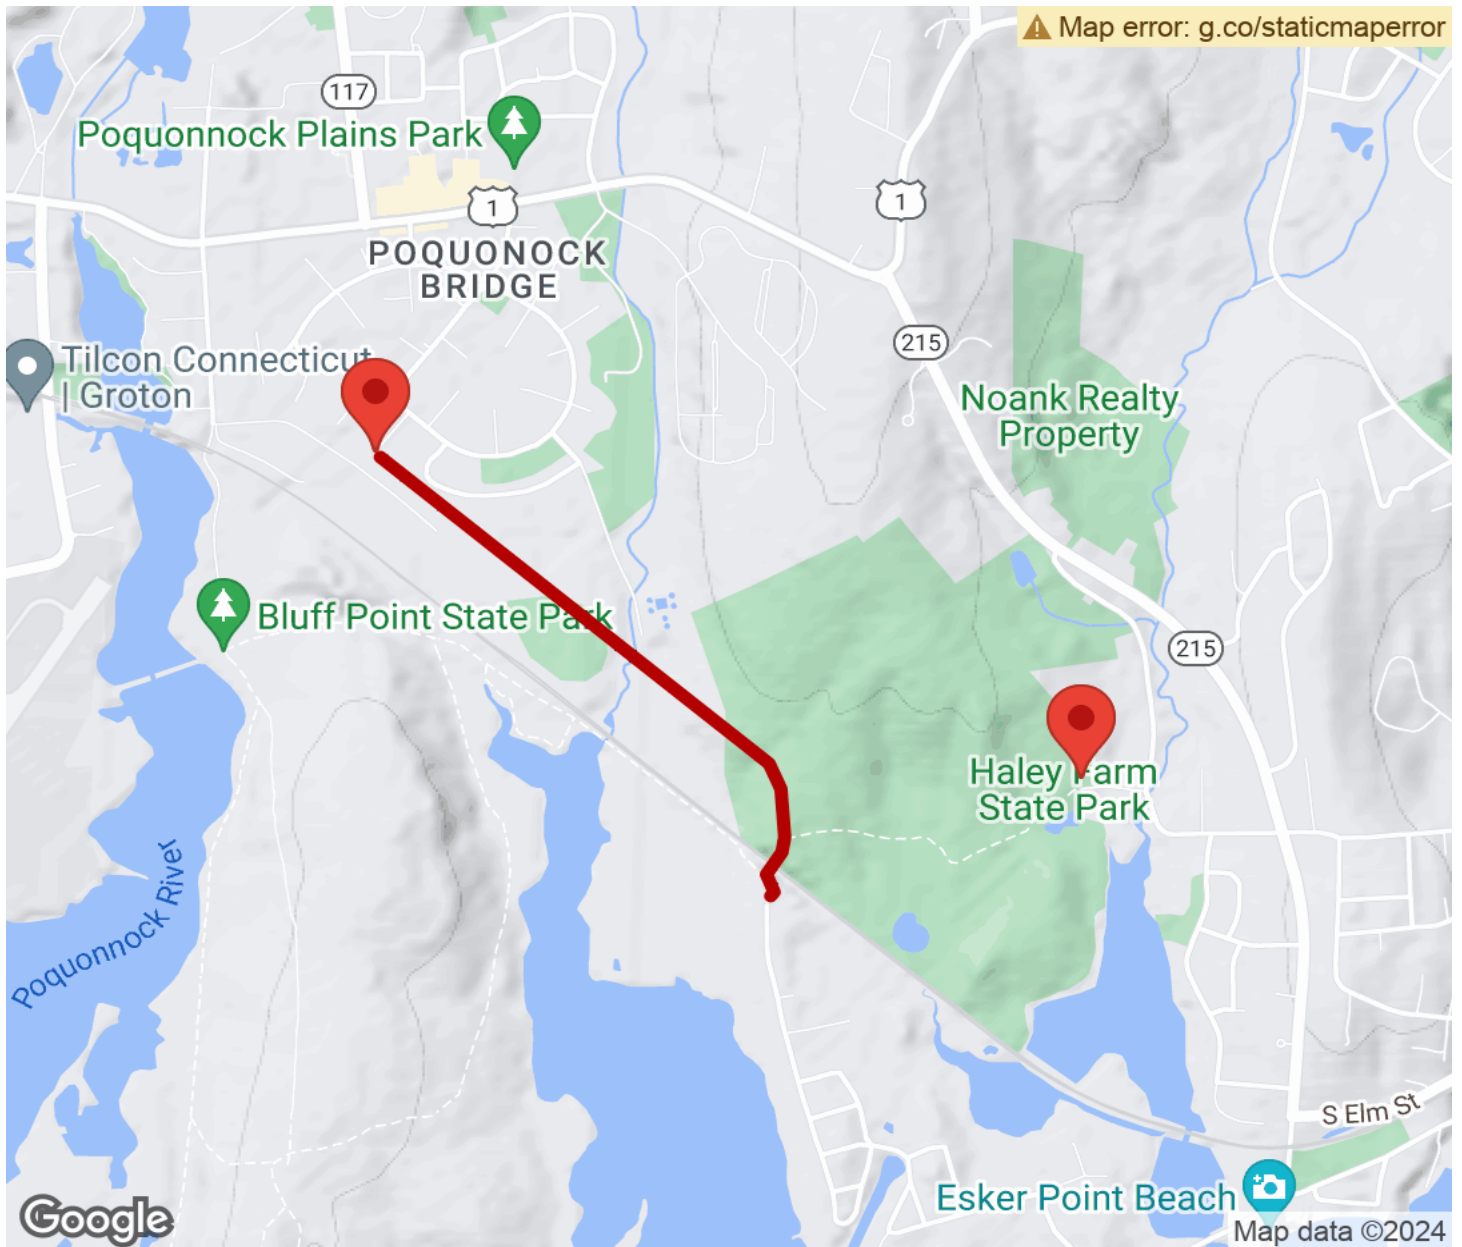 Map error: g.co/staticmaperror
117
Poquonnock Plains Park
1
1
POQUONOCK
BRIDGE
215
Tilcon Connecticut
| Groton
Noank Realty
Property
Bluff Point State Park
215
Haley Farm
State Park
Poquonnock River
S Elm St
Esker Point Beach
Google
Map data ©2024